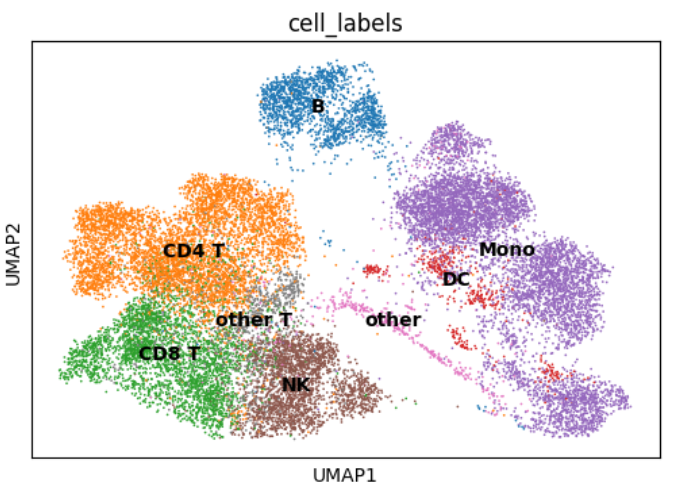 cell_labels
B
CD4 T
Mono
DC
other T
other
CD8 T
NK
UMAP2
UMAP1